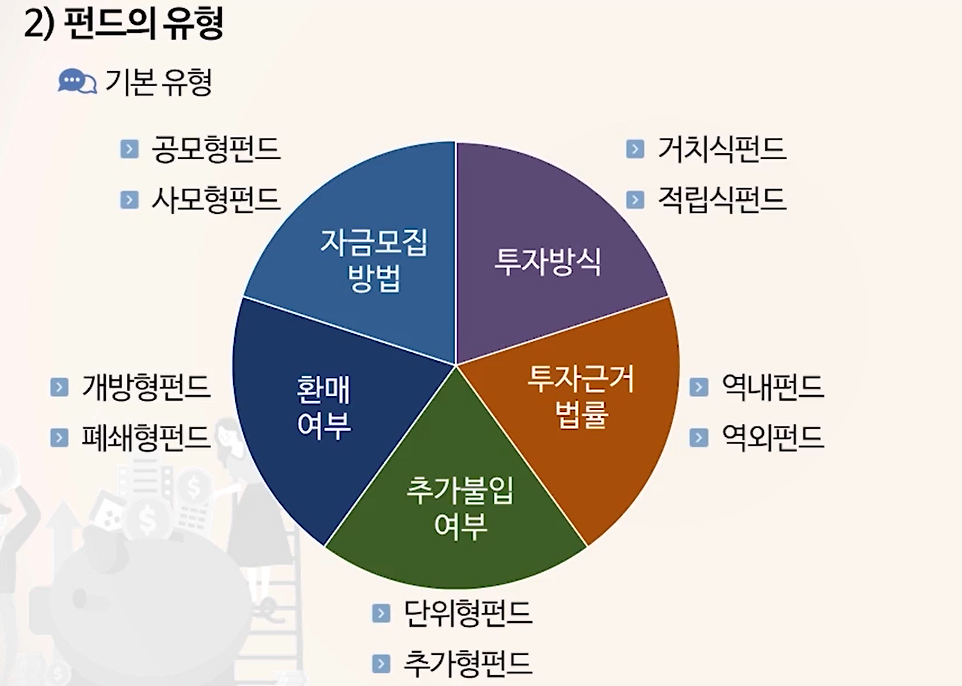 2) 펀드의 유형
기본 유형
공모형펀드
사모형펀드
거치식펀드
적립식펀드
자금모집
방법
투자방식
개방형펀드
폐쇄형펀드
환매
여부
투자근거
법률
역내펀드
역외펀드
추가불입
여부
단위형펀드
추가형펀드